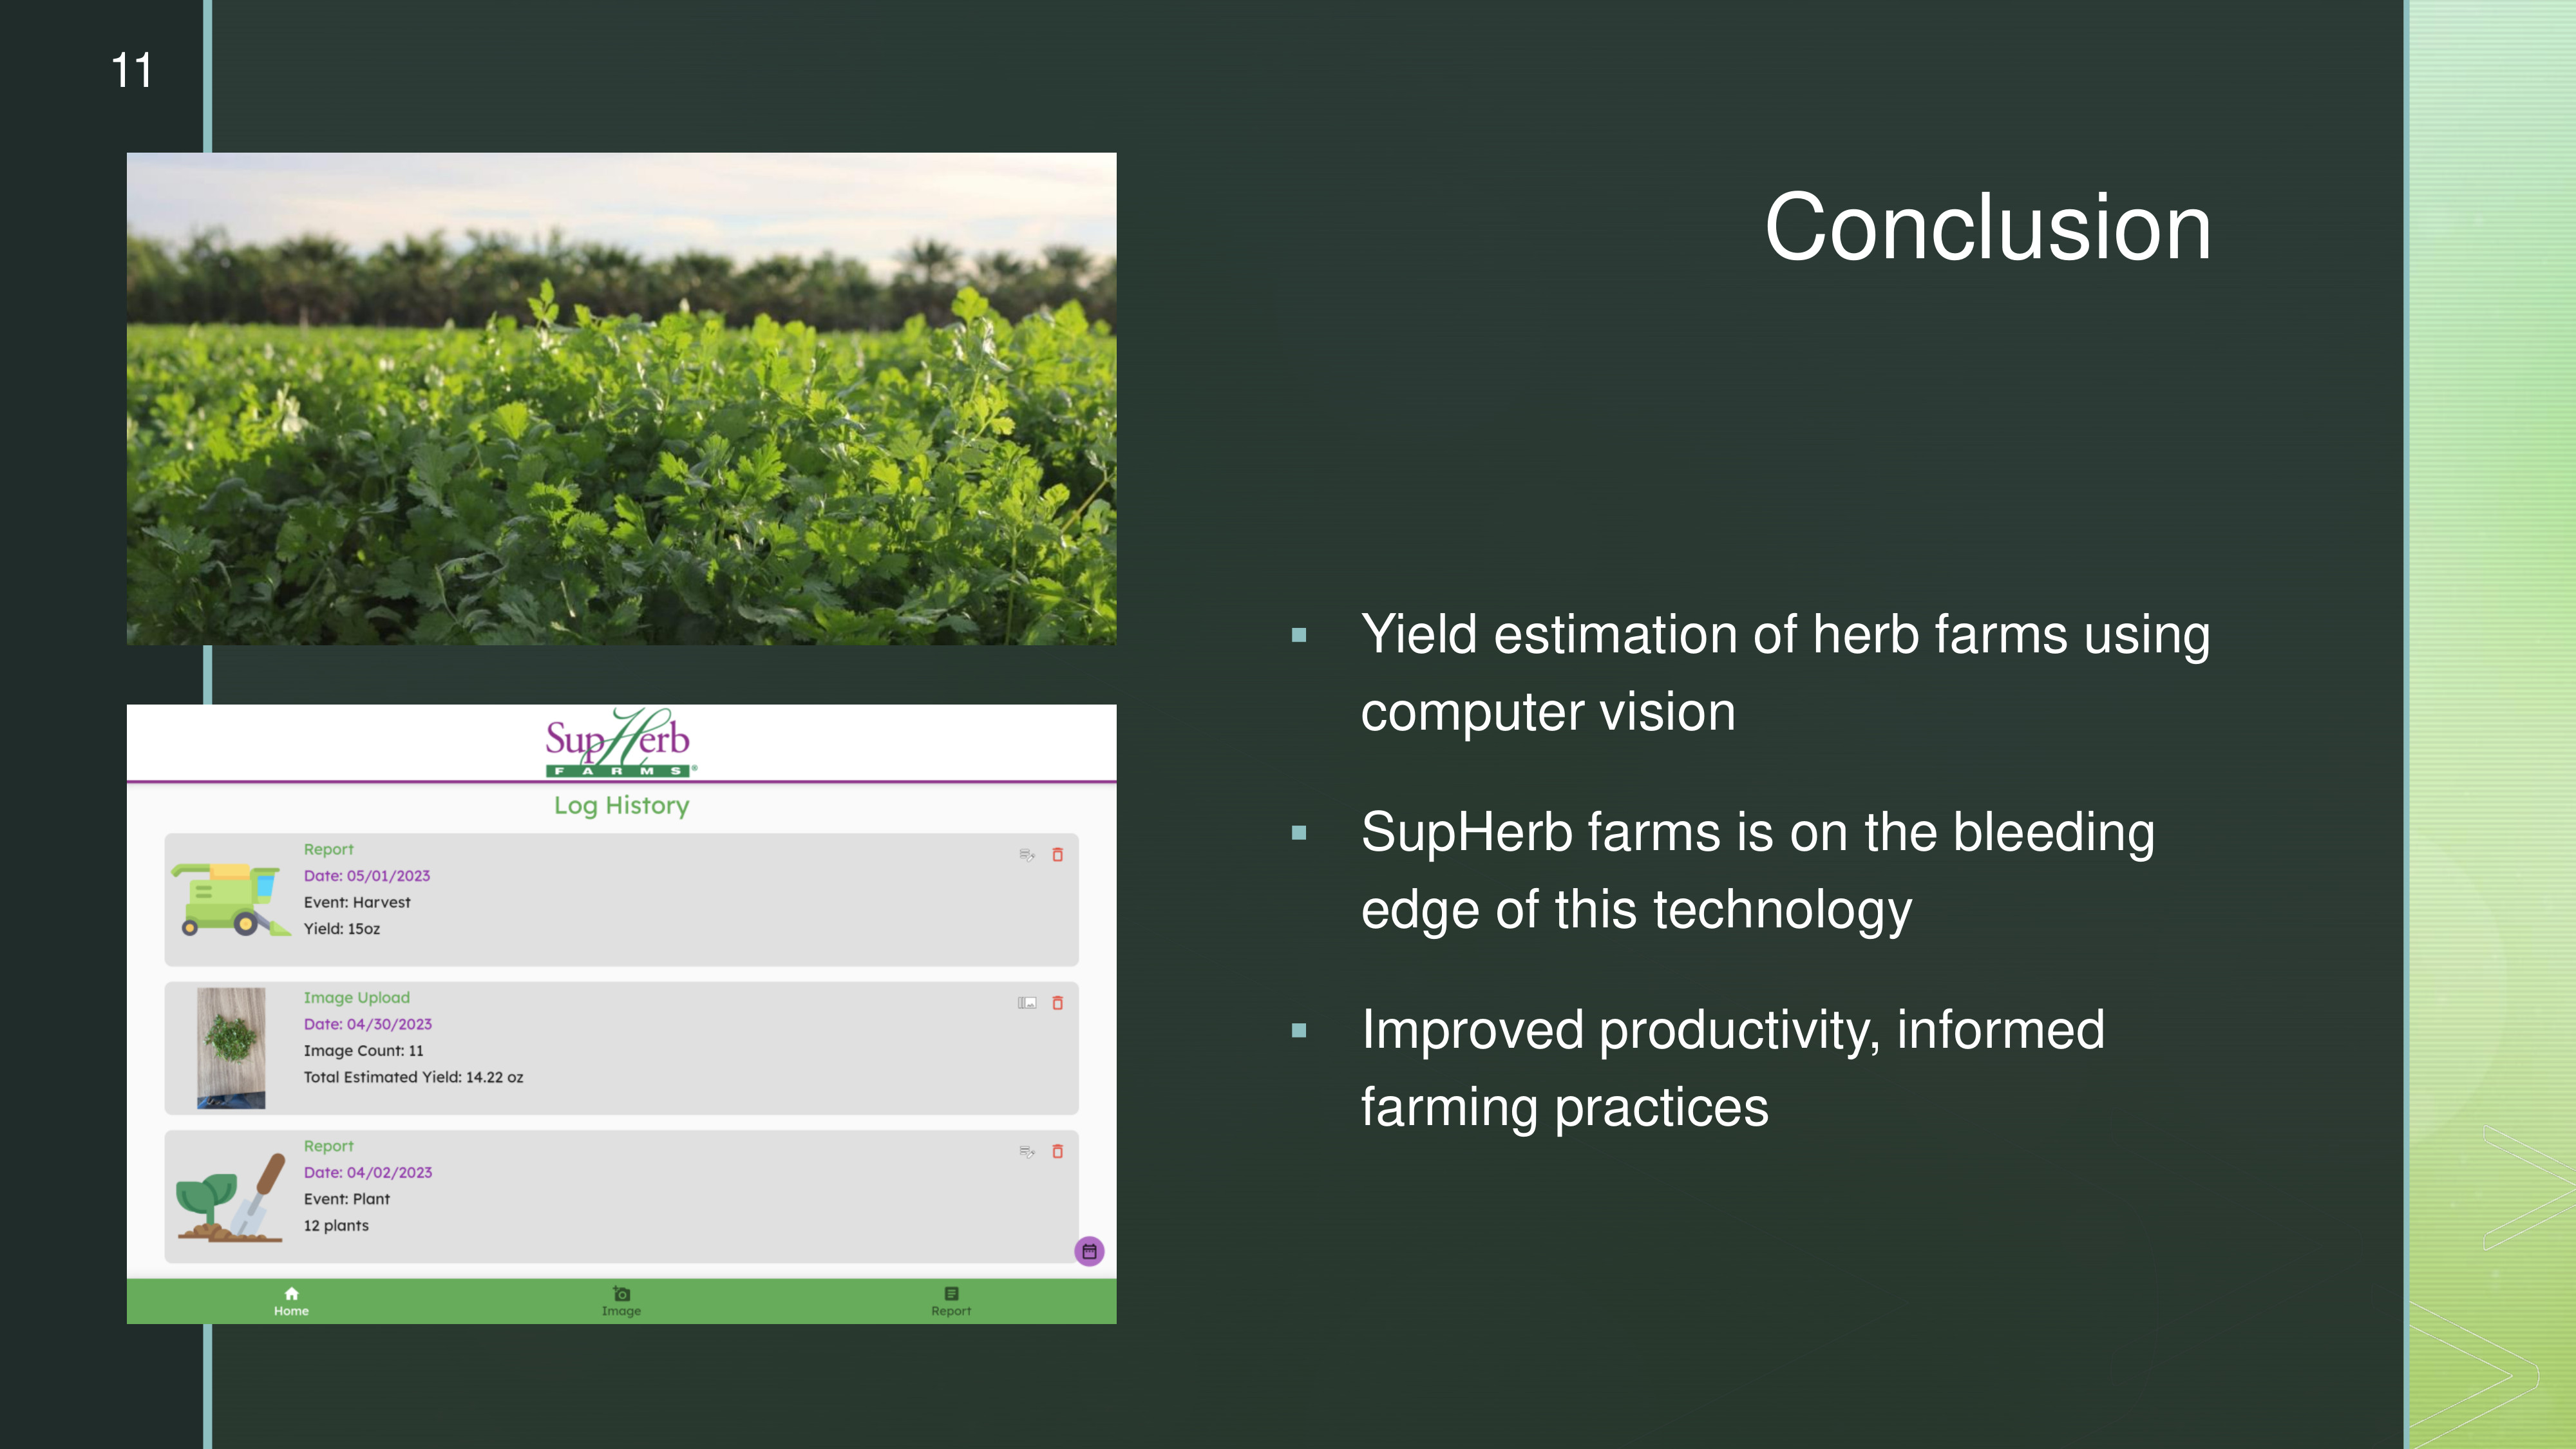 11
Conclusion
SupHerb
FARMS®
Log History
Report
Date: 05/01/2023
Event: Harvest
Yield: 15oz
Image Upload
Date: 04/30/2023
Image Count: 11
Total Estimated Yield: 14.22 oz
Report
Date: 04/02/2023
Event: Plant
12 plants
Home
Image
Report
Yield estimation of herb farms using
computer vision
SupHerb farms is on the bleeding
edge of this technology
Improved productivity, informed
farming practices